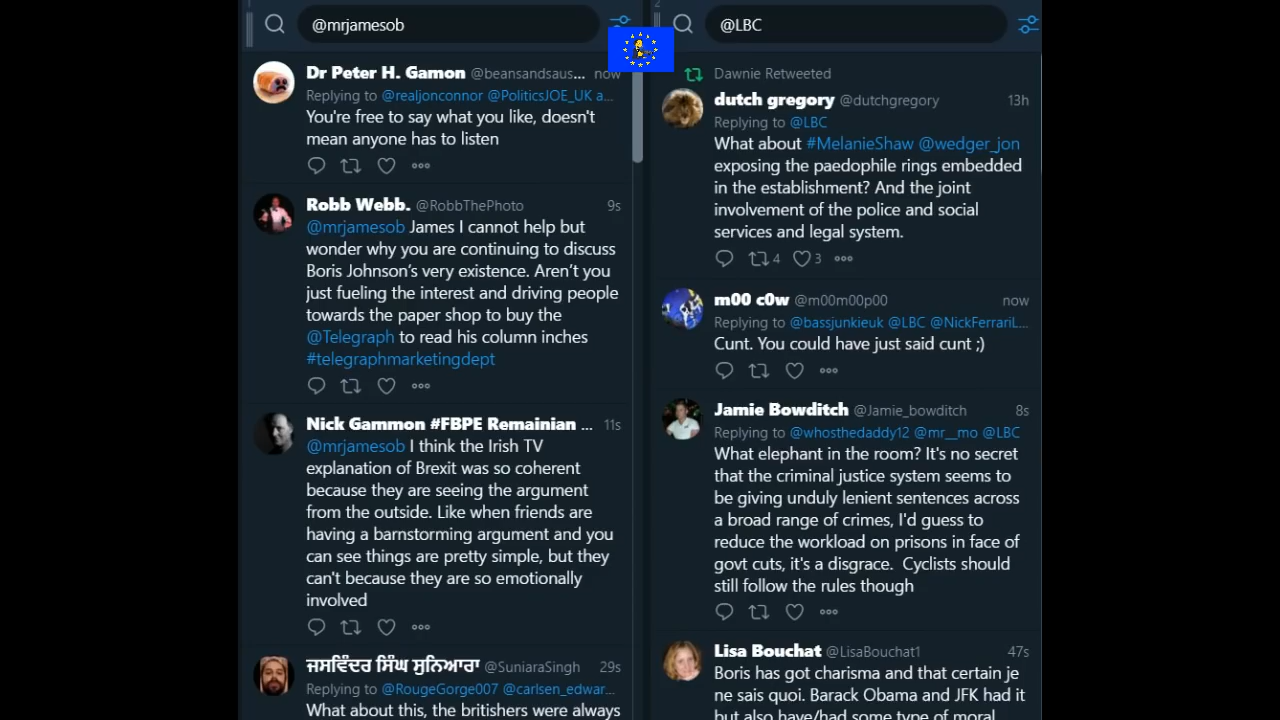 1
@mrjamesob
Dr Peter H. Gamon @beansandsaus... now
Replying to @realjonconnor @PoliticsJOE_UK a...
You're free to say what you like, doesn't
mean anyone has to listen
Robb Webb. @RobbThePhoto 9s
@mrjamesob James I cannot help but
wonder why you are continuing to discuss
Boris Johnson's very existence. Aren't you
just fueling the interest and driving people
towards the paper shop to buy the
@Telegraph to read his column inches
#telegraphmarketingdept
Nick Gammon #FBPE Remainian ... 11s
@mrjamesob I think the Irish TV
explanation of Brexit was so coherent
because they are seeing the argument
from the outside. Like when friends are
having a barnstorming argument and you
can see things are pretty simple, but they
can't because they are so emotionally
involved
ਜਸਵਿੰਦਰ ਸਿੰਘ ਸੁਨਿਆਰਾ @SuniaraSingh 29s
Replying to @RougeGorge007 @carlsen_edwar...
What about this, the britishers were always
2
@LBC
Dawnie Retweeted
dutch gregory @dutchgregory 13h
Replying to @LBC
What about #MelanieShaw @wedger_jon
exposing the paedophile rings embedded
in the establishment? And the joint
involvement of the police and social
services and legal system.
4 3
m00 c0w @m00m00p00 now
Replying to @bassjunkieuk @LBC @NickFerrariL...
Cunt. You could have just said cunt ;)
Jamie Bowditch @Jamie_bowditch 8s
Replying to @whosthedaddy12 @mr__mo @LBC
What elephant in the room? It's no secret
that the criminal justice system seems to
be giving unduly lenient sentences across
a broad range of crimes, I'd guess to
reduce the workload on prisons in face of
govt cuts, it's a disgrace. Cyclists should
still follow the rules though
Lisa Bouchat @LisaBouchat1 47s
Boris has got charisma and that certain je
ne sais quoi. Barack Obama and JFK had it
but also have/had some type of moral